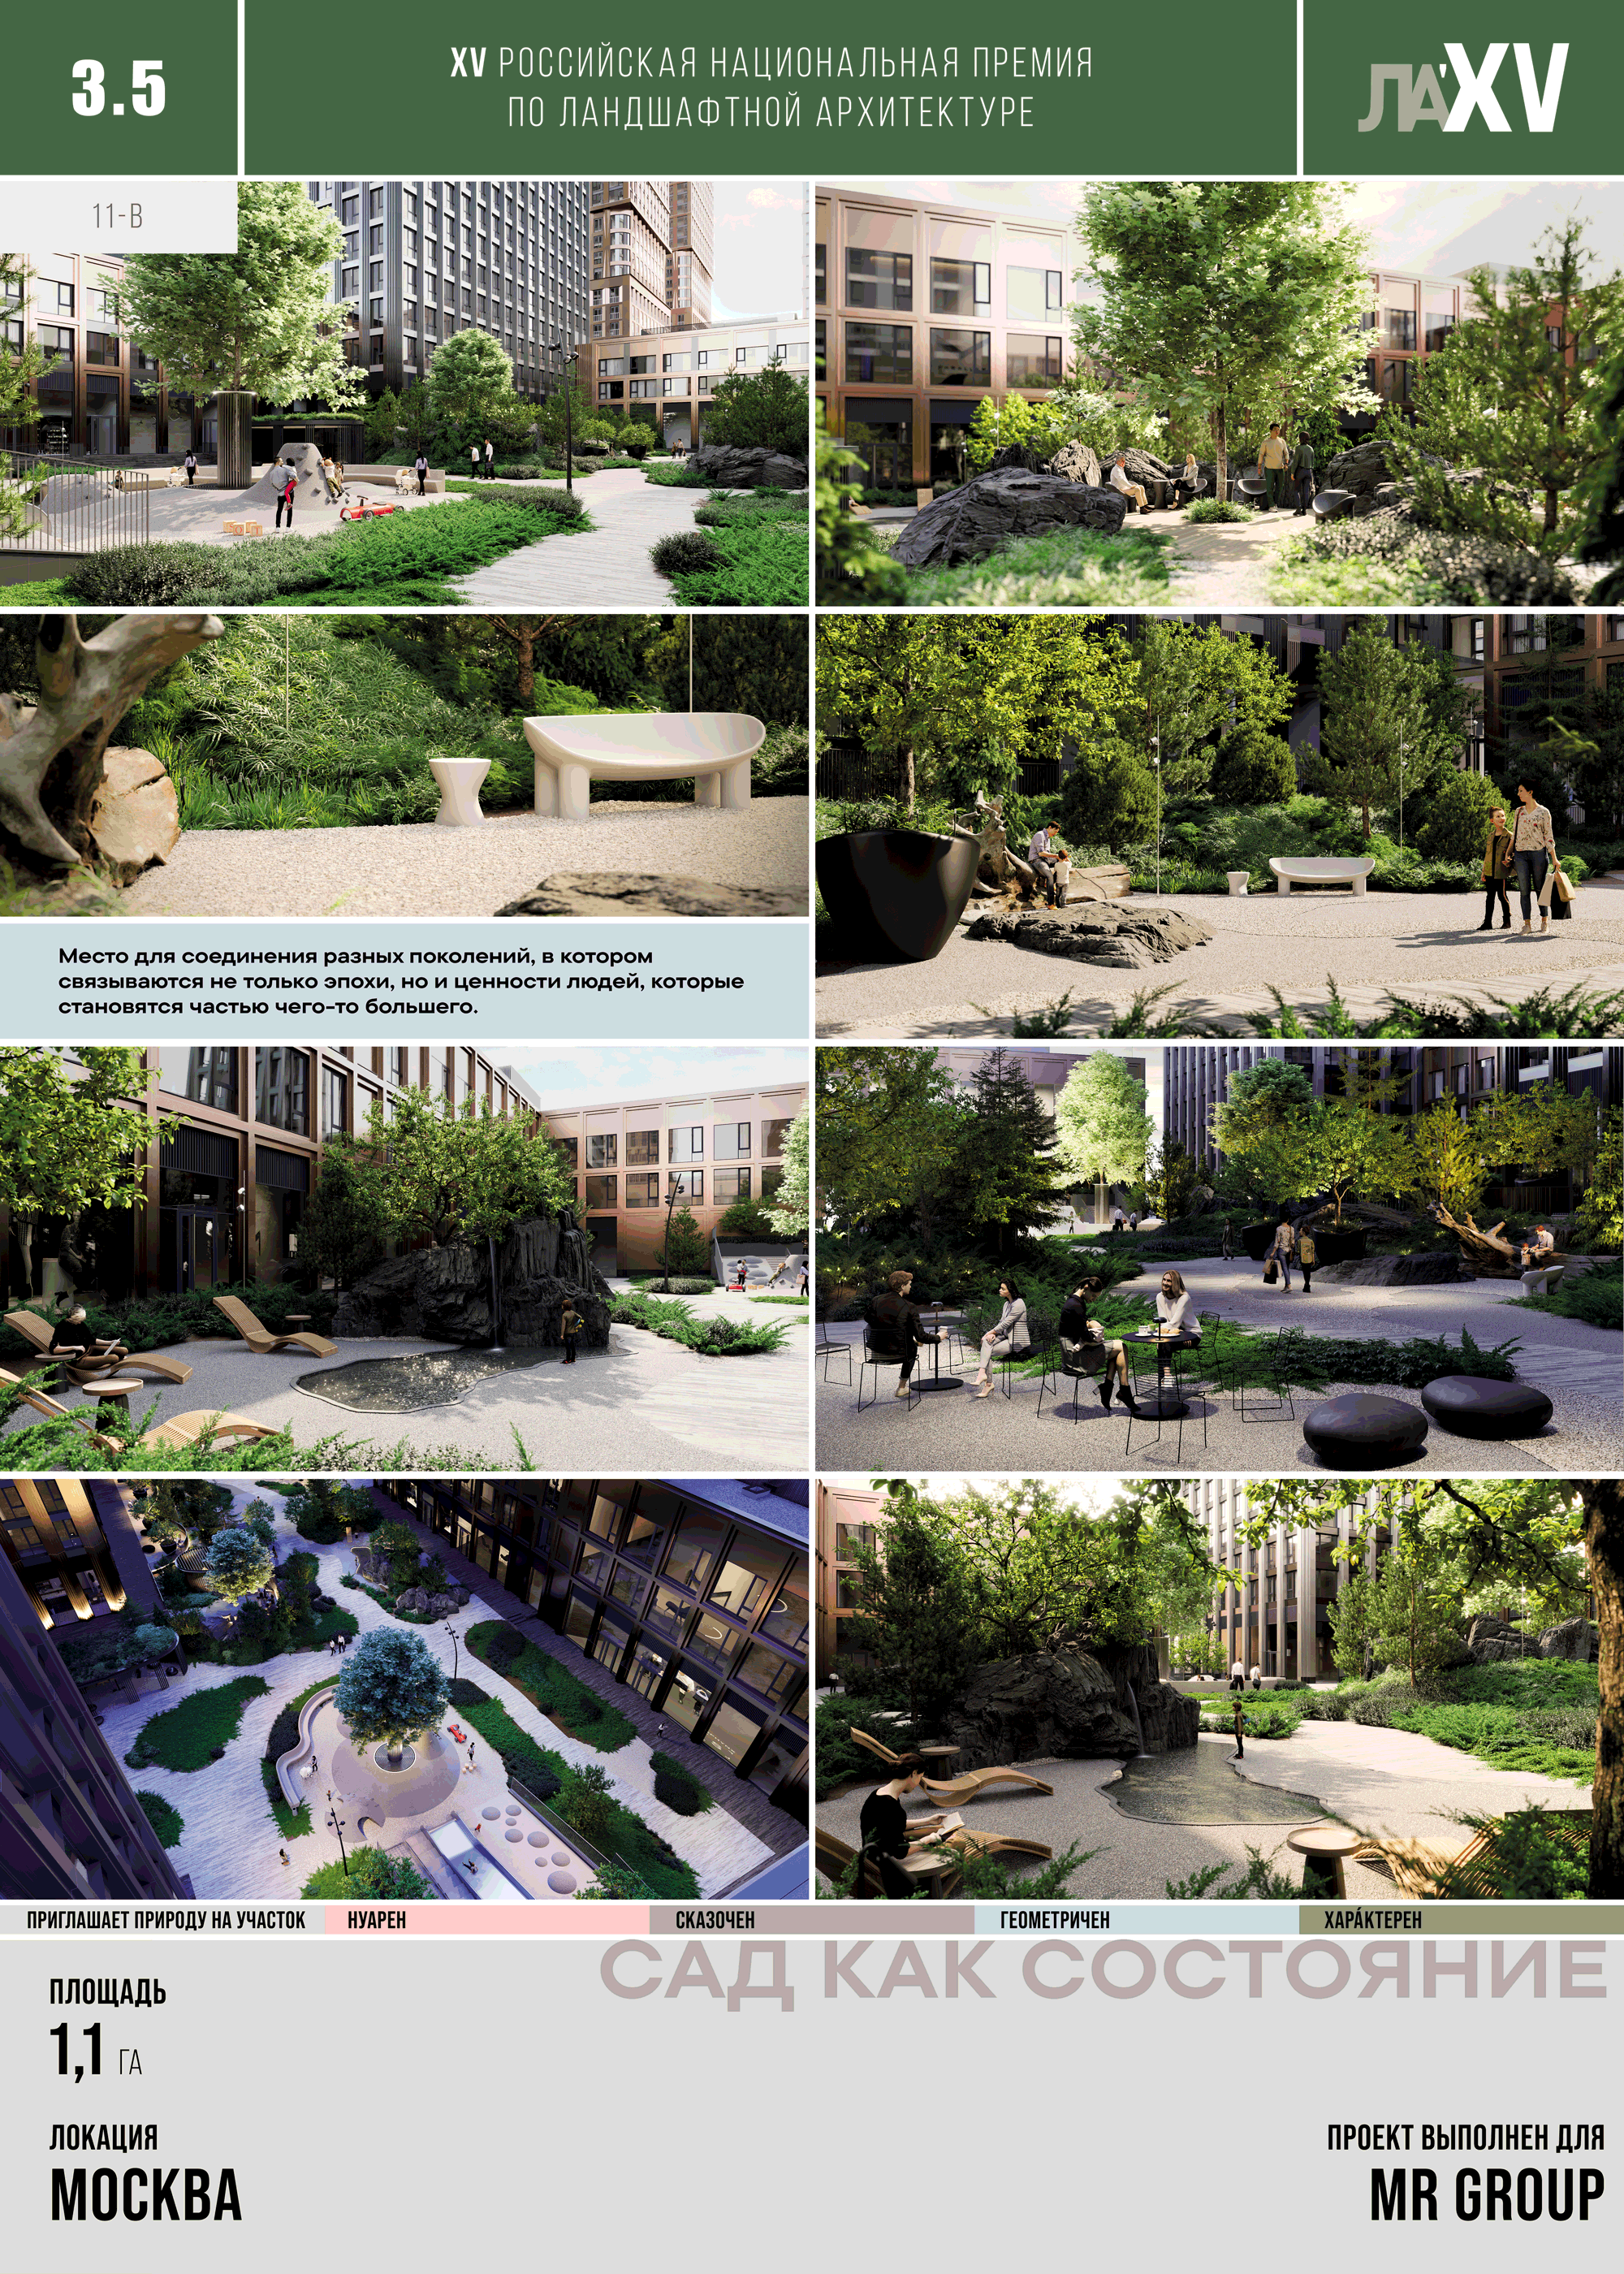 3.5
XV РОССИЙСКАЯ НАЦИОНАЛЬНАЯ ПРЕМИЯ
ПО ЛАНДШАФТНОЙ АРХИТЕКТУРЕ
ЛА'XV
11-В
Место для соединения разных поколений, в котором
связываются не только эпохи, но и ценности людей, которые
становятся частью чего-то большего.
ПРИГЛАШАЕТ ПРИРОДУ НА УЧАСТОК
НУАРЕН
СКАЗОЧЕН
ГЕОМЕТРИЧЕН
ХАРА́КТЕРЕН
САД КАК СОСТОЯНИЕ
ПЛОЩАДЬ
1,1 ГА
ЛОКАЦИЯ
МОСКВА
ПРОЕКТ ВЫПОЛНЕН ДЛЯ
MR GROUP